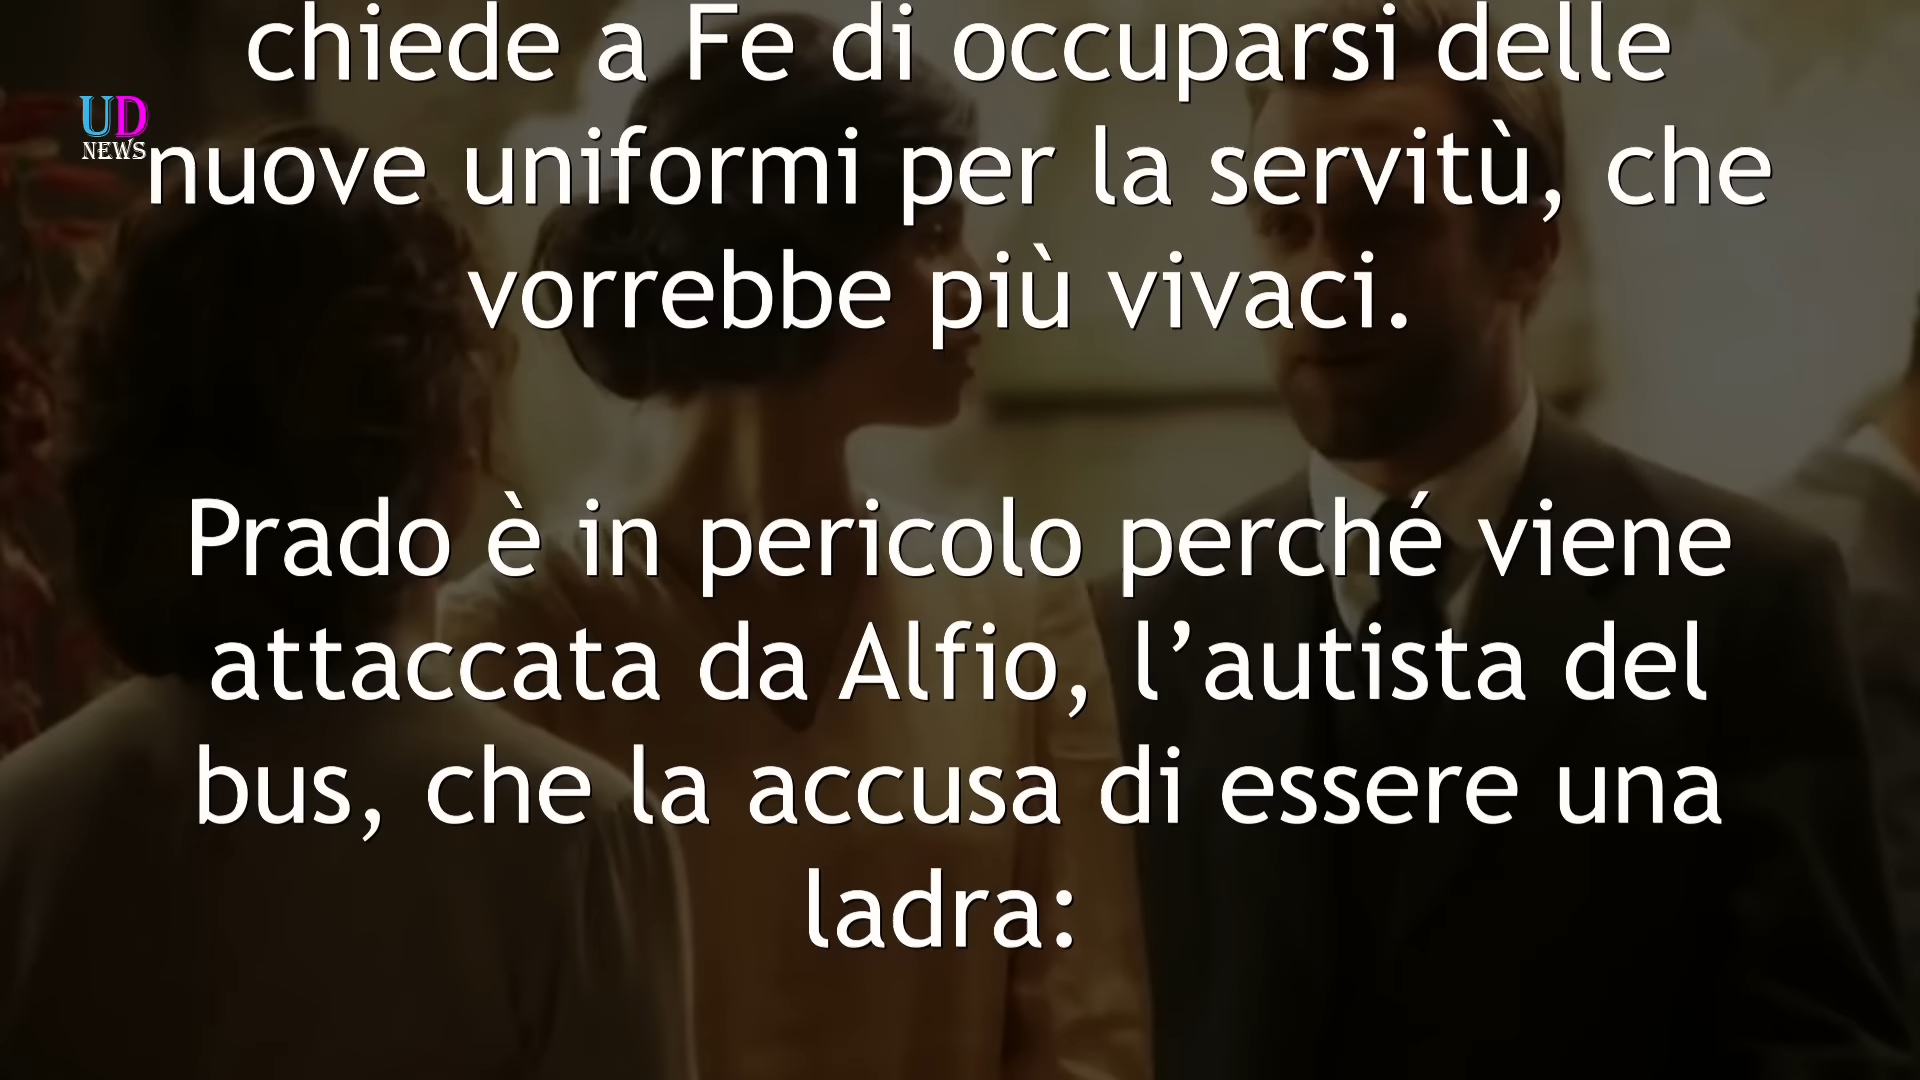 chiede a Fe di occuparsi delle
UD
NEWS
nuove uniformi per la servitù, che
vorrebbe più vivaci.
Prado è in pericolo perché viene
attaccata da Alfio, l’autista del
bus, che la accusa di essere una
ladra: